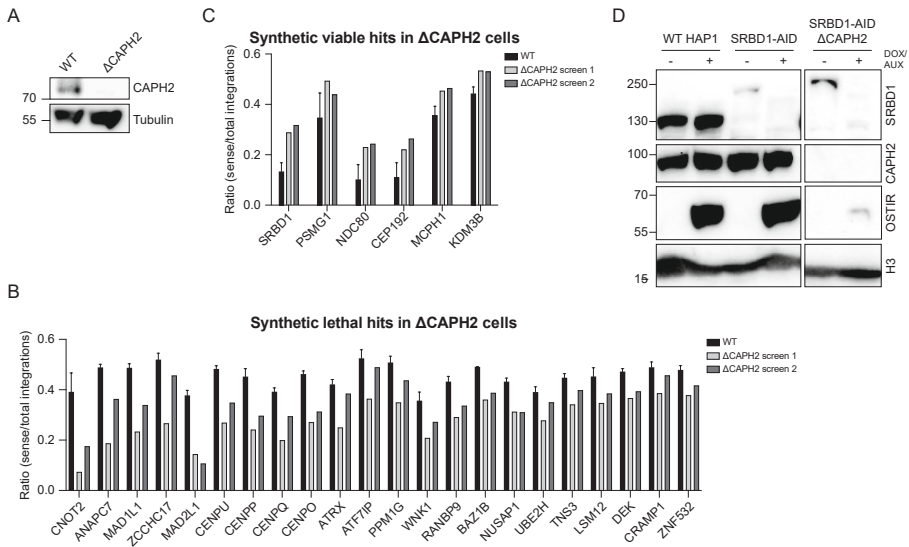 A
WT
ΔCAPH2
CAPH2
70
55
Tubulin
C
Synthetic viable hits in ΔCAPH2 cells
WT
ΔCAPH2 screen 1
ΔCAPH2 screen 2
Ratio (sense/total integrations)
0.6
0.4
0.2
0.0
SRBD1
PSMG1
NDC80
CEP192
MCPH1
KDM3B
D
WT HAP1
SRBD1-AID
SRBD1-AID
ΔCAPH2
- + - + - +
DOX/
AUX
250
130
SRBD1
100
CAPH2
70
55
OSTIR
15
H3
B
Synthetic lethal hits in ΔCAPH2 cells
WT
ΔCAPH2 screen 1
ΔCAPH2 screen 2
Ratio (sense/total integrations)
0.6
0.4
0.2
0.0
CNOT2
ANAPC7
MAD1L1
ZCCHC17
MAD2L1
CENPU
CENPP
CENPQ
CENPO
ATRX
ATF7IP
PPM1G
WNK1
RANBP9
BAZ1B
NUSAP1
UBE2H
TNS3
LSM12
DEK
CRAMP1
ZNF532